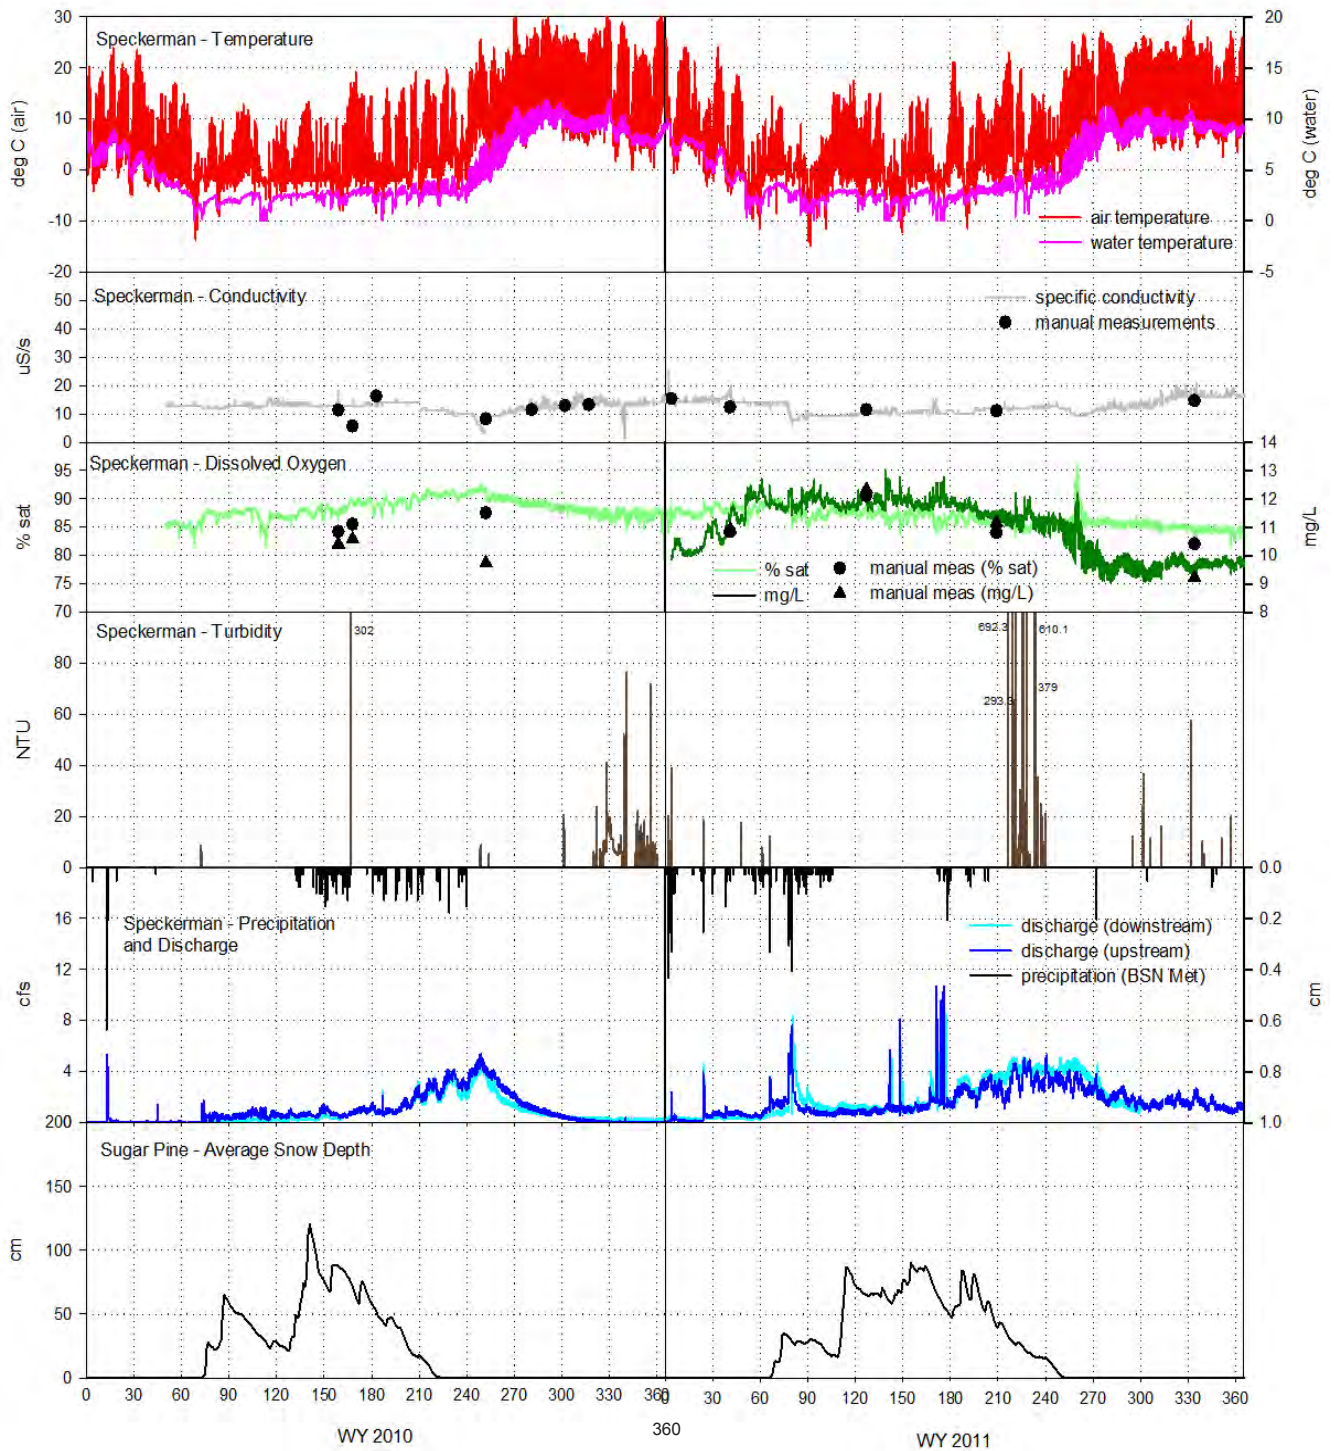 Speckerman - Temperature
deg C (air)
30
20
10
0
-10
-20
deg C (water)
20
15
10
5
0
-5
air temperature
water temperature
Speckerman - Conductivity
uS/s
50
40
30
20
10
0
specific conductivity
manual measurements
Speckerman - Dissolved Oxygen
% sat
95
90
85
80
75
70
mg/L
14
13
12
11
10
9
8
% sat
mg/L
manual meas (% sat)
manual meas (mg/L)
Speckerman - Turbidity
NTU
80
60
40
20
0
302
692.3
610.1
293.3
379
Speckerman - Precipitation
and Discharge
cfs
16
12
8
4
cm
0.0
0.2
0.4
0.6
0.8
1.0
discharge (downstream)
discharge (upstream)
precipitation (BSN Met)
Sugar Pine - Average Snow Depth
cm
200
150
100
50
0
0 30 60 90 120 150 180 210 240 270 300 330 360
30 60 90 120 150 180 210 240 270 300 330 360
360
WY 2010
WY 2011